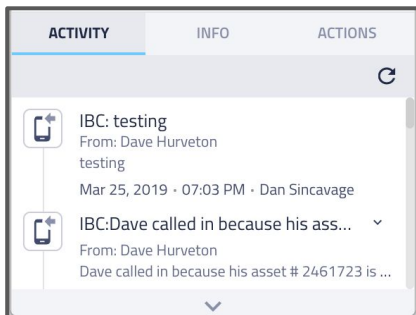 ACTIVITY INFO ACTIONS
IBC: testing
From: Dave Hurveton
testing
Mar 25, 2019 · 07:03 PM · Dan Sincavage
IBC:Dave called in because his ass...
From: Dave Hurveton
Dave called in because his asset # 2461723 is ...